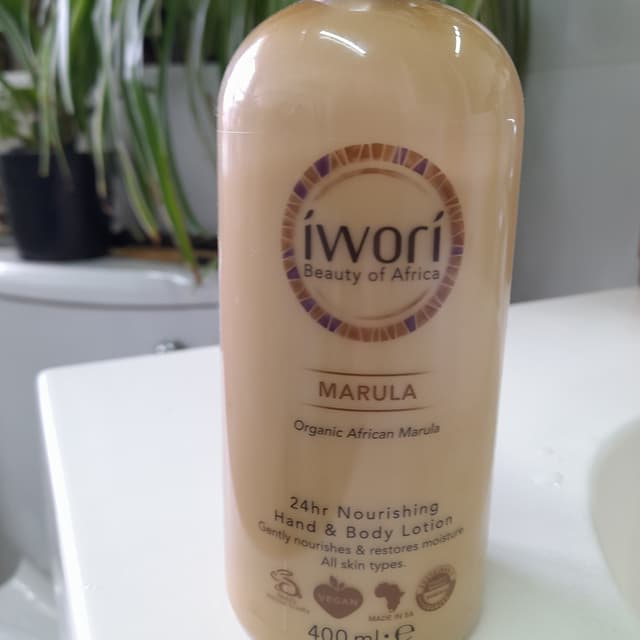 íworí
Beauty of Africa
MARULA
Organic African Marula
24hr Nourishing
Hand & Body Lotion
Gently nourishes & restores moisture
All skin types.
VEGAN
MADE IN SA
400 ml · e